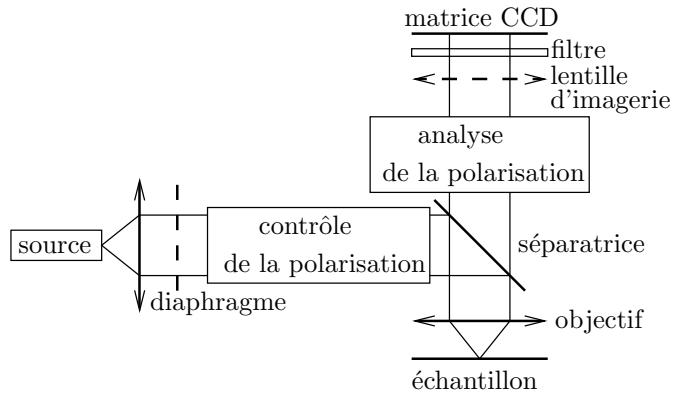 matrice CCD
filtre
lentille
d'imagerie
analyse
de la polarisation
contrôle
de la polarisation
source
séparatrice
diaphragme
objectif
échantillon